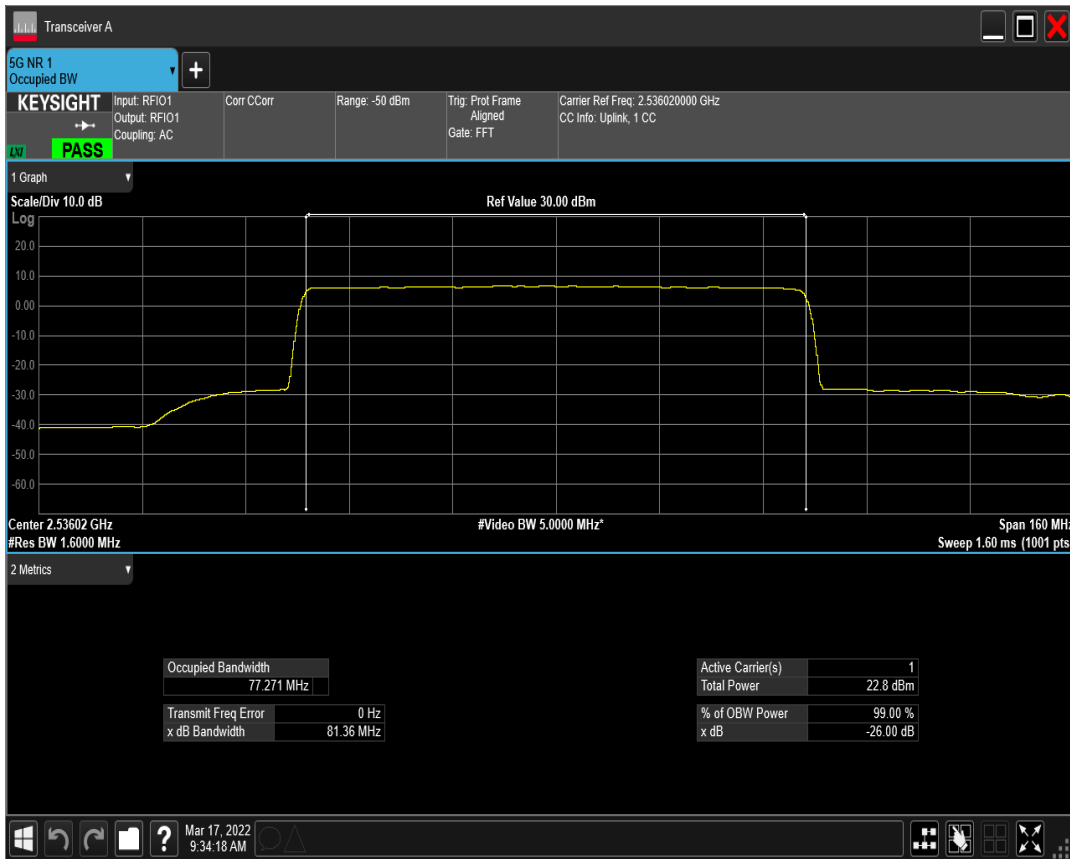 Transceiver A
5G NR 1
Occupied BW
+
KEYSIGHT
LXI
PASS
Input: RFIO1
Output: RFIO1
Coupling: AC
Corr CCorr
Range: -50 dBm
Trig: Prot Frame
Aligned
Gate: FFT
Carrier Ref Freq: 2.536020000 GHz
CC Info: Uplink, 1 CC
1 Graph
Scale/Div 10.0 dB
Ref Value 30.00 dBm
Log
20.0
10.0
0.00
-10.0
-20.0
-30.0
-40.0
-50.0
-60.0
Center 2.53602 GHz
#Video BW 5.0000 MHz*
Span 160 MHz
#Res BW 1.6000 MHz
Sweep 1.60 ms (1001 pts
2 Metrics
Occupied Bandwidth
77.271 MHz
Transmit Freq Error 0 Hz
x dB Bandwidth 81.36 MHz
Active Carrier(s) 1
Total Power 22.8 dBm
% of OBW Power 99.00 %
x dB -26.00 dB
?
Mar 17, 2022
9:34:18 AM